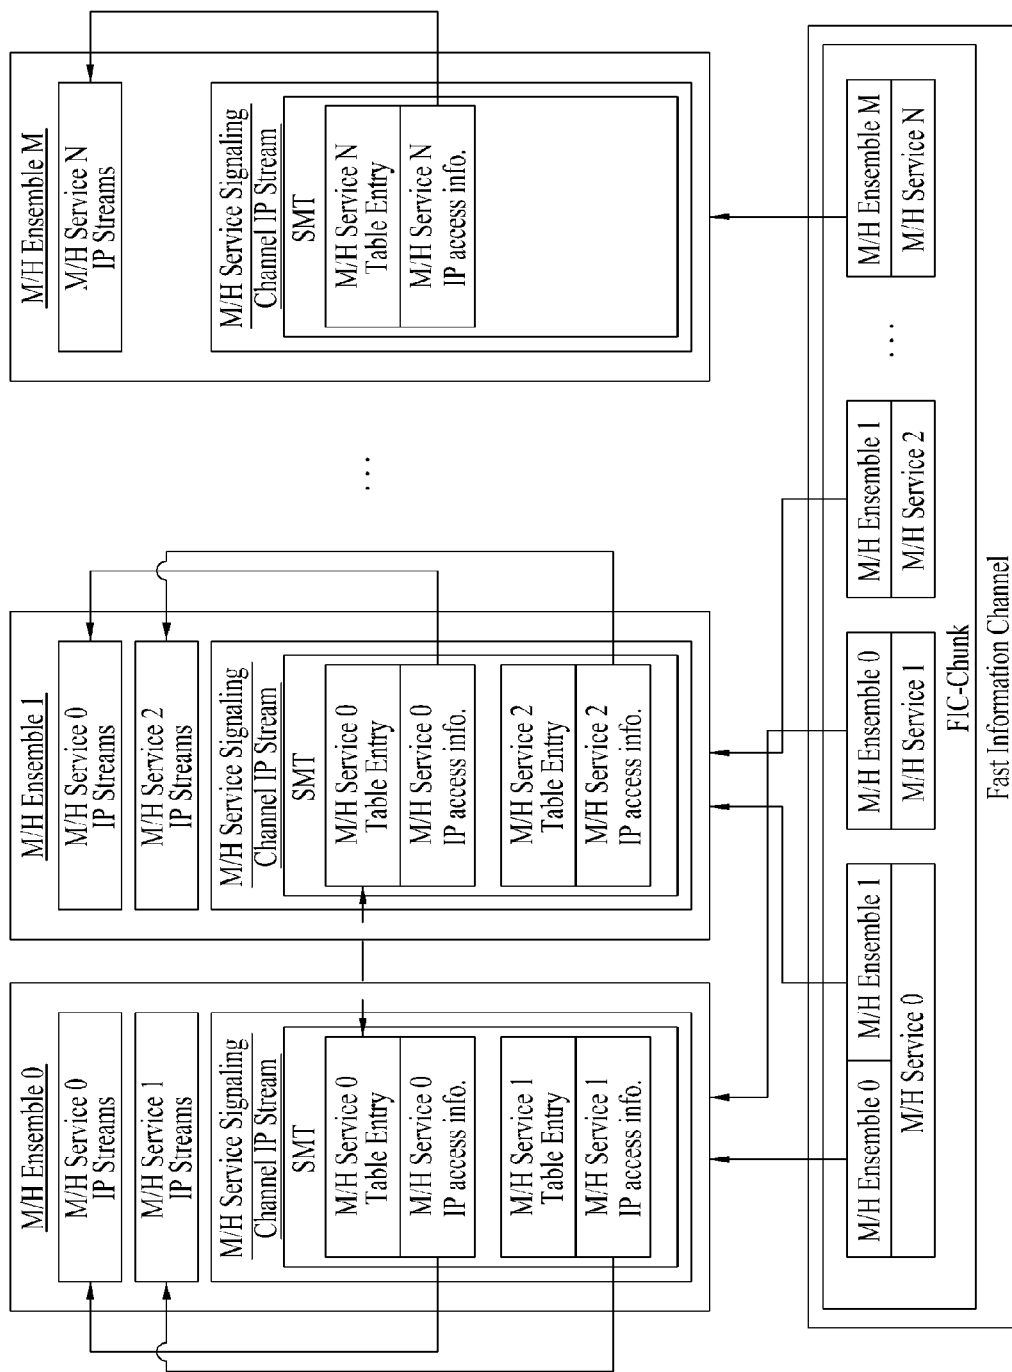 M/H Ensemble 0
M/H Service 0
IP Streams
M/H Service 1
IP Streams
M/H Service Signaling
Channel IP Stream
SMT
M/H Service 0
Table Entry
M/H Service 0
IP access info.
M/H Service 1
Table Entry
M/H Service 1
IP access info.
M/H Ensemble 1
M/H Service 0
IP Streams
M/H Service 2
IP Streams
M/H Service Signaling
Channel IP Stream
SMT
M/H Service 0
Table Entry
M/H Service 0
IP access info.
M/H Service 2
Table Entry
M/H Service 2
IP access info.
. . .
M/H Ensemble M
M/H Service N
IP Streams
M/H Service Signaling
Channel IP Stream
SMT
M/H Service N
Table Entry
M/H Service N
IP access info.
M/H Ensemble 0
M/H Ensemble 1
M/H Service 0
M/H Ensemble 0
M/H Service 1
M/H Ensemble 1
M/H Service 2
. . .
M/H Ensemble M
M/H Service N
FIC-Chunk
Fast Information Channel